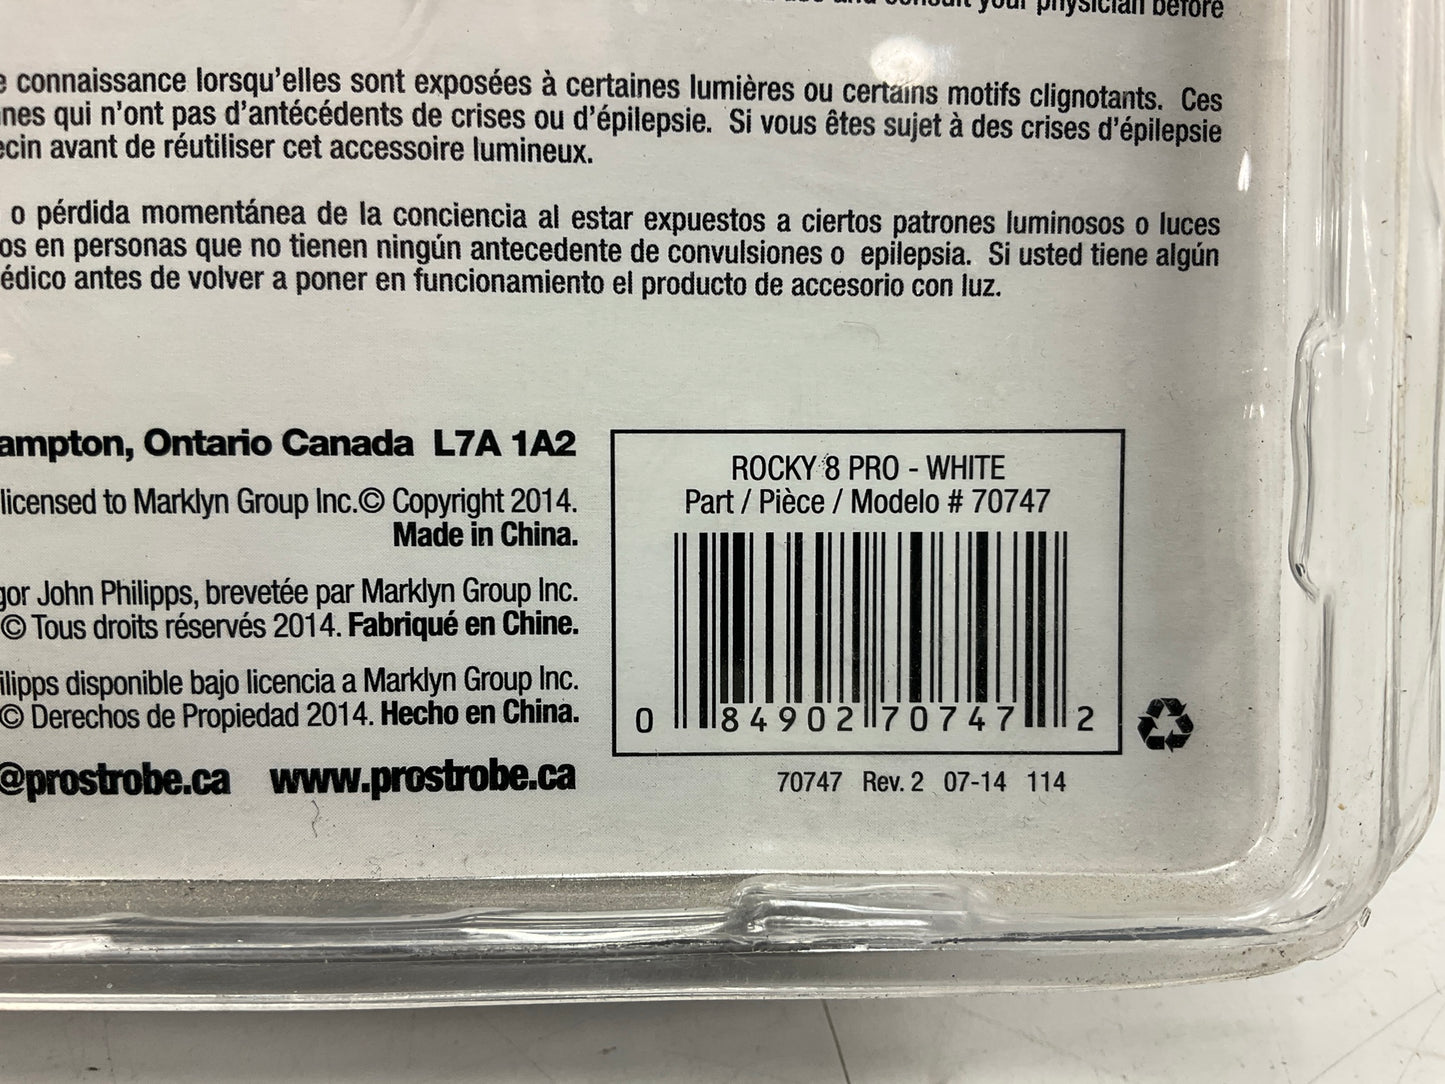 and consult your physician before
connaissance lorsqu'elles sont exposées à certaines lumières ou certains motifs clignotants. Ces
nes qui n'ont pas d'antécédents de crises ou d'épilepsie. Si vous êtes sujet à des crises d'épilepsie
ecin avant de réutiliser cet accessoire lumineux.
o pérdida momentánea de la conciencia al estar expuestos a ciertos patrones luminosos o luces
os en personas que no tienen ningún antecedente de convulsiones o epilepsia. Si usted tiene algún
édico antes de volver a poner en funcionamiento el producto de accesorio con luz.
ampton, Ontario Canada L7A 1A2
licensed to Marklyn Group Inc.© Copyright 2014.
Made in China.
gor John Philipps, brevetée par Marklyn Group Inc.
© Tous droits réservés 2014. Fabriqué en Chine.
ilipps disponible bajo licencia a Marklyn Group Inc.
© Derechos de Propiedad 2014. Hecho en China.
@prostrobe.ca www.prostrobe.ca
ROCKY 8 PRO - WHITE
Part / Pièce / Modelo # 70747
0 84902 70747 2
70747 Rev. 2 07-14 114